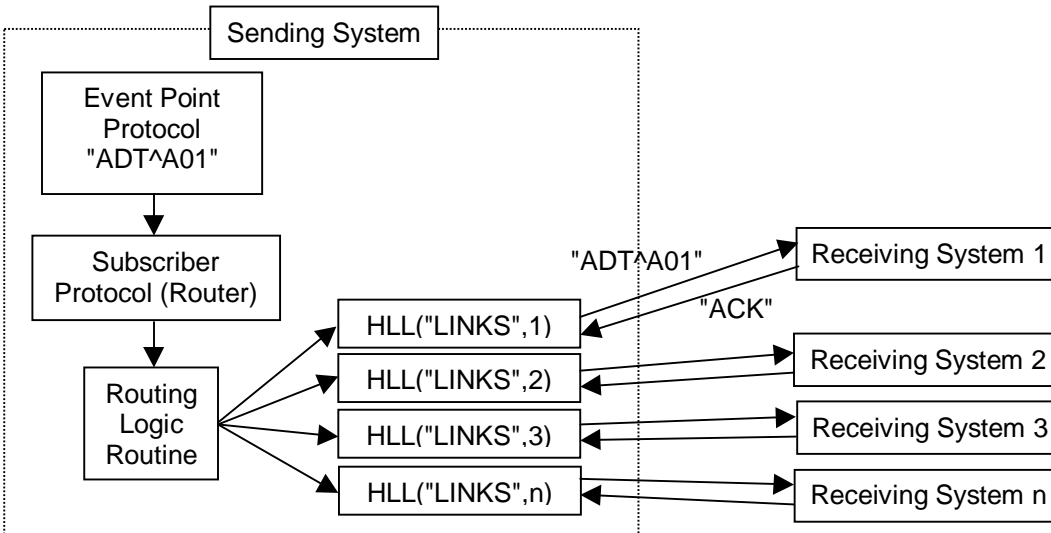 Sending System
Event Point
Protocol
"ADT^A01"
Subscriber
Protocol (Router)
Routing
Logic
Routine
HLL("LINKS",1)
HLL("LINKS",2)
HLL("LINKS",3)
HLL("LINKS",n)
"ADT^A01"
"ACK"
Receiving System 1
Receiving System 2
Receiving System 3
Receiving System n